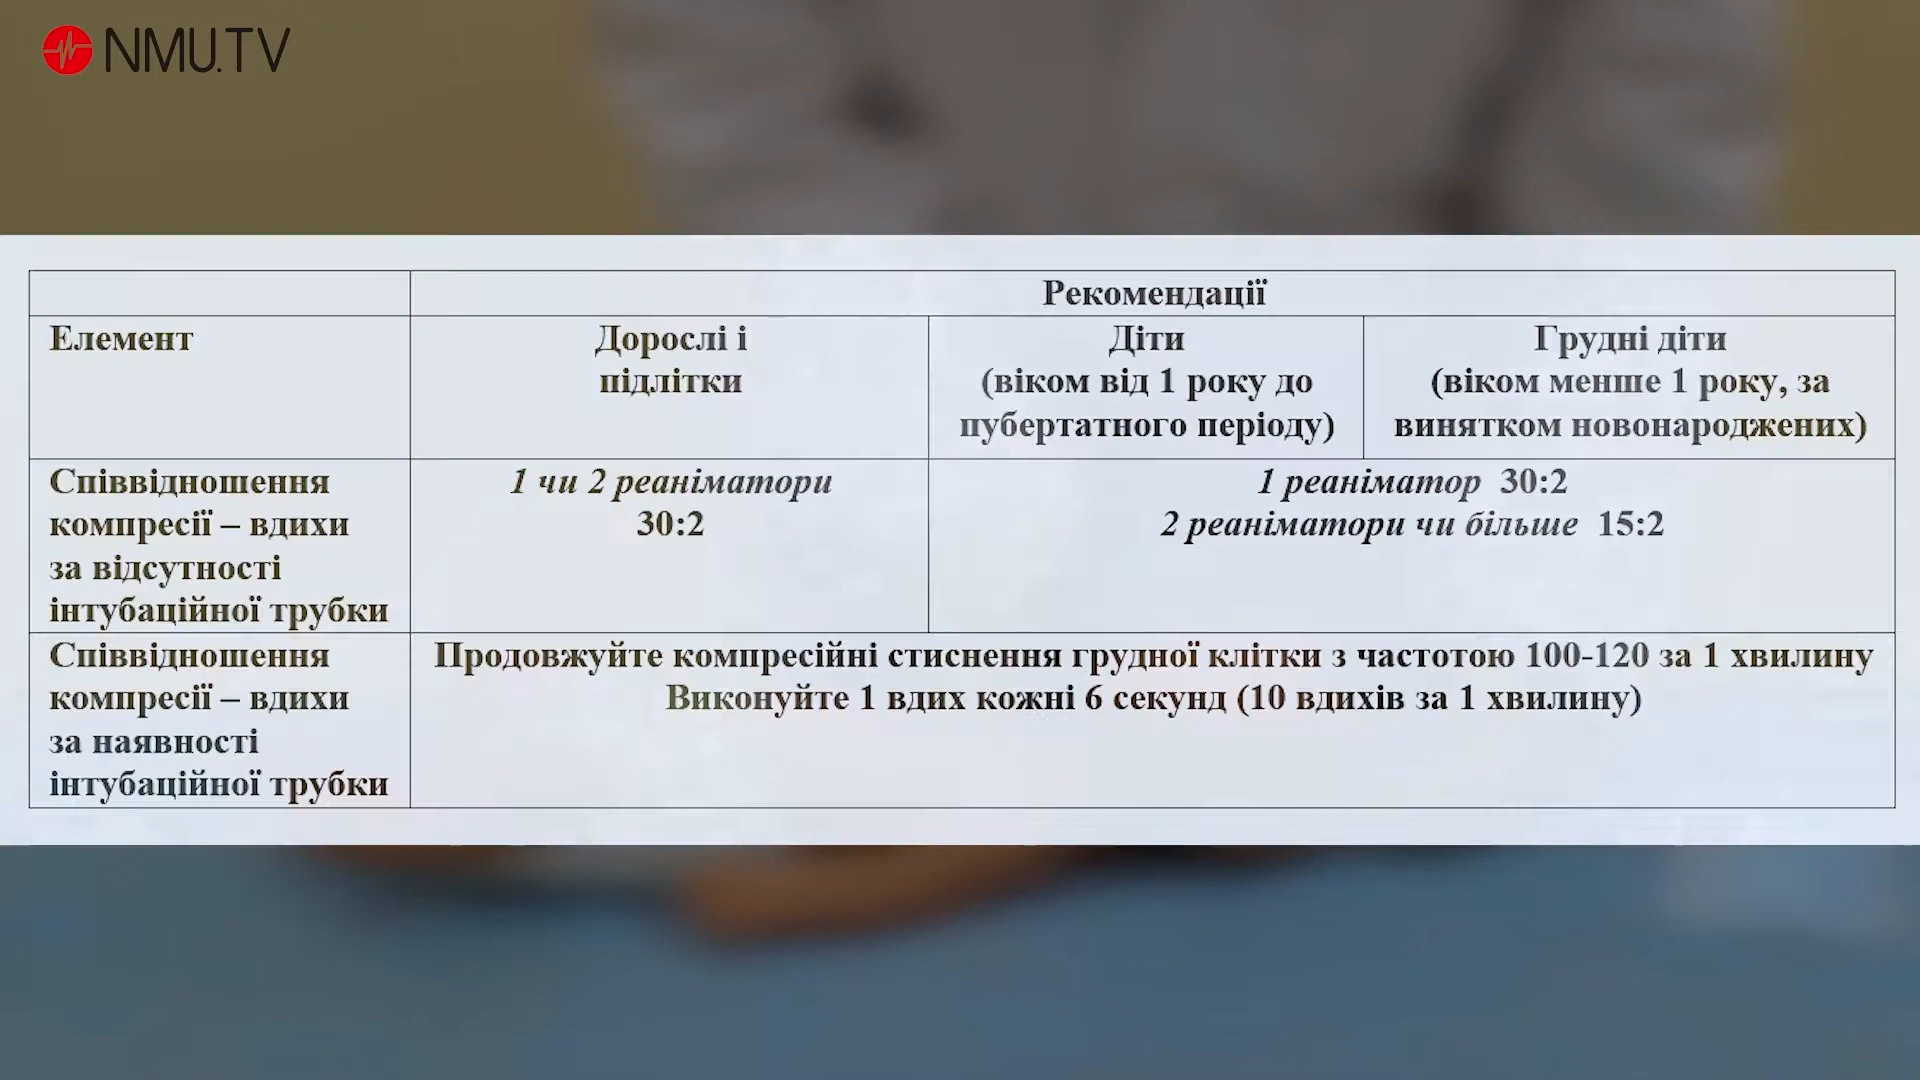 NMU.TV
Рекомендації
Елемент
Дорослі і
підлітки
Діти
(віком від 1 року до
пубертатного періоду)
Грудні діти
(віком менше 1 року, за
винятком новонароджених)
Співвідношення
компресії – вдихи
за відсутності
інтубаційної трубки
1 чи 2 реаніматори
30:2
1 реаніматор 30:2
2 реаніматори чи більше 15:2
Співвідношення
компресії – вдихи
за наявності
інтубаційної трубки
Продовжуйте компресійні стиснення грудної клітки з частотою 100-120 за 1 хвилину
Виконуйте 1 вдих кожні 6 секунд (10 вдихів за 1 хвилину)